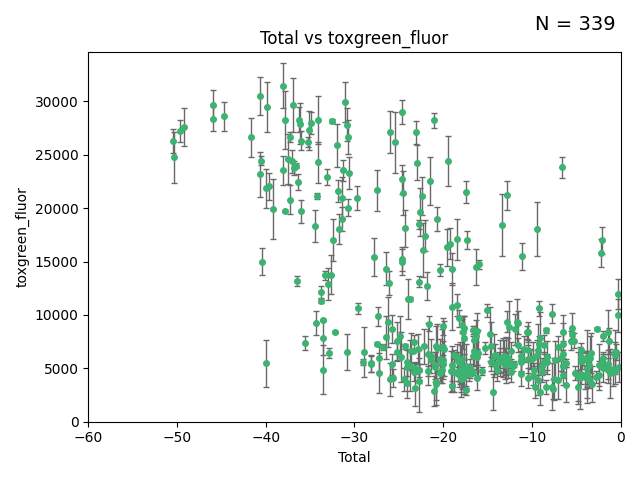 N = 339
Total vs toxgreen_fluor
30000
25000
20000
15000
10000
5000
0
toxgreen_fluor
−60 −50 −40 −30 −20 −10 0
Total